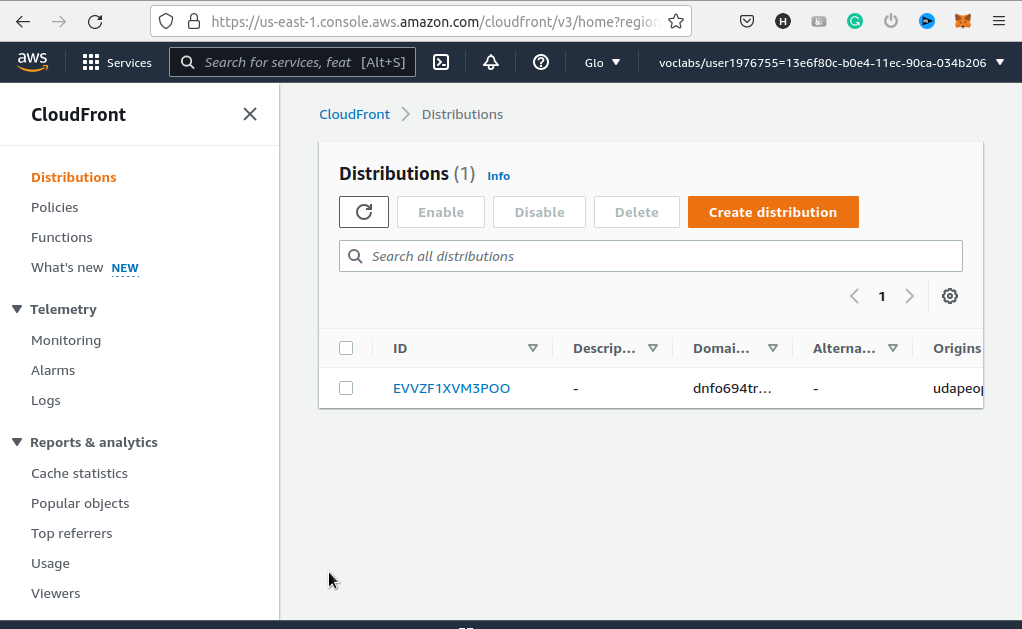 https://us-east-1.console.aws.amazon.com/cloudfront/v3/home?region
H
G
aws
Services
Search for services, feat [Alt+S]
Glo
voclabs/user1976755=13e6f80c-b0e4-11ec-90ca-034b206
CloudFront
Distributions
Policies
Functions
What's new NEW
Telemetry
Monitoring
Alarms
Logs
Reports & analytics
Cache statistics
Popular objects
Top referrers
Usage
Viewers
CloudFront > Distributions
Distributions (1) Info
Enable
Disable
Delete
Create distribution
Search all distributions
1
ID
Descrip...
Domai...
Alterna...
Origins
EVVZF1XVM3POO
-
dnfo694tr...
-
udapeop